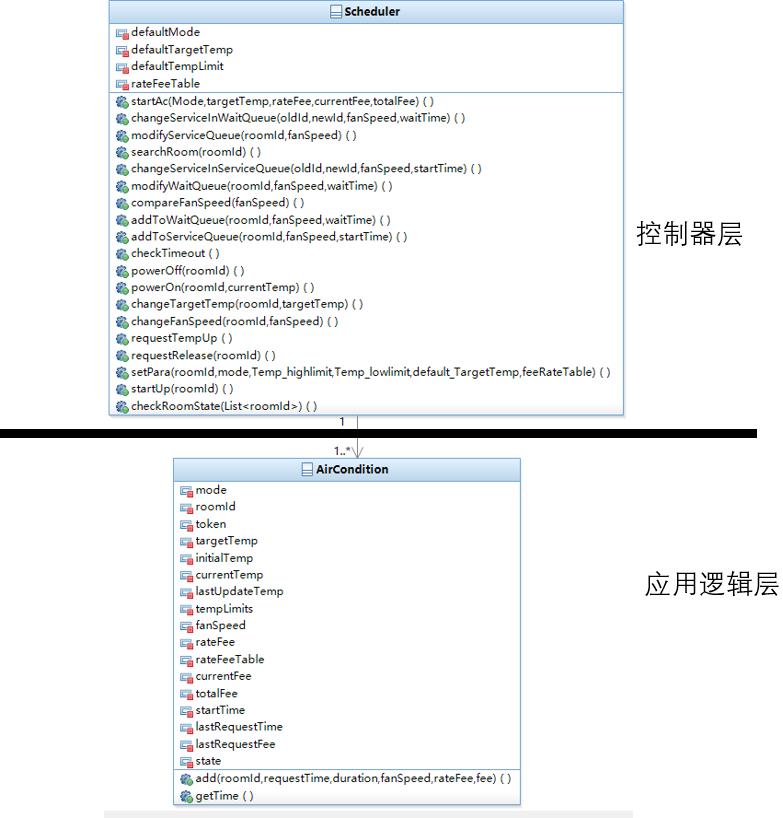 Scheduler
defaultMode
defaultTargetTemp
defaultTempLimit
rateFeeTable
startAc(Mode,targetTemp,rateFee,currentFee,totalFee) ( )
changeServiceInWaitQueue(oldId,newId,fanSpeed,waitTime) ( )
modifyServiceQueue(roomId,fanSpeed) ( )
searchRoom(roomId) ( )
changeServiceInServiceQueue(oldId,newId,fanSpeed,startTime) ( )
modifyWaitQueue(roomId,fanSpeed,waitTime) ( )
compareFanSpeed(fanSpeed) ( )
addToWaitQueue(roomId,fanSpeed,waitTime) ( )
addToServiceQueue(roomId,fanSpeed,startTime) ( )
控制器层
checkTimeout ( )
powerOff(roomId) ( )
powerOn(roomId,currentTemp) ( )
changeTargetTemp(roomId,targetTemp) ( )
changeFanSpeed(roomId,fanSpeed) ( )
requestTempUp ( )
requestRelease(roomId) ( )
setPara(roomId,mode,Temp_highlimit,Temp_lowlimit,default_TargetTemp,feeRateTable) ( )
startUp(roomId) ( )
checkRoomState(List<roomId>) ( )
1
1..*
AirCondition
mode
roomId
token
targetTemp
initialTemp
currentTemp
应用逻辑层
lastUpdateTemp
tempLimits
fanSpeed
rateFee
rateFeeTable
currentFee
totalFee
startTime
lastRequestTime
lastRequestFee
state
add(roomId,requestTime,duration,fanSpeed,rateFee,fee) ( )
getTime ( )